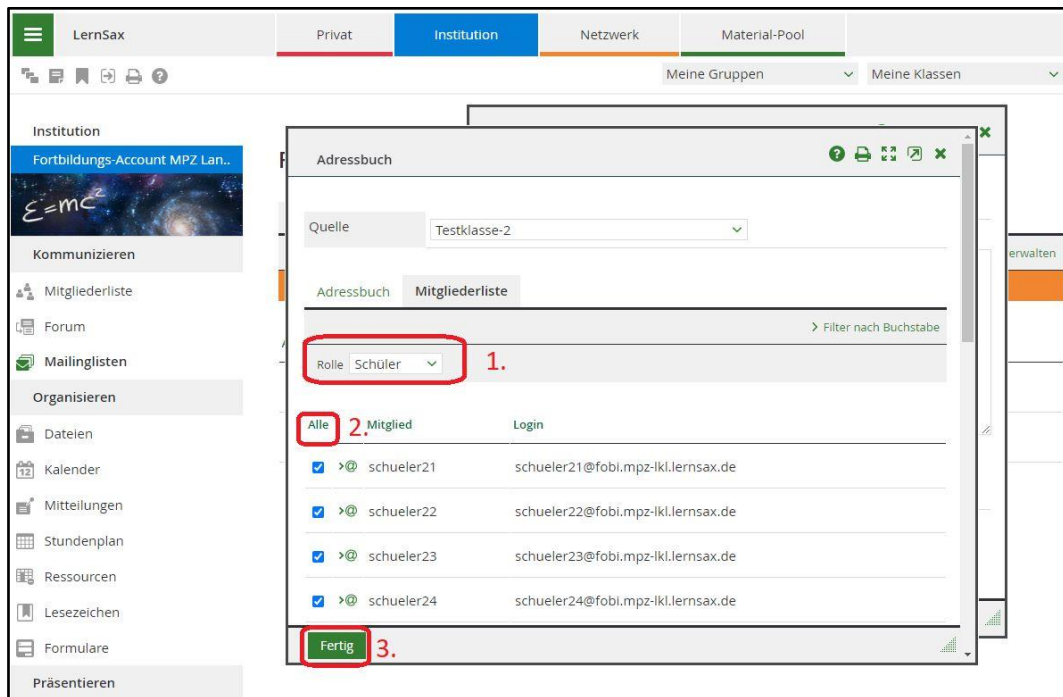 LernSax
Privat
Institution
Netzwerk
Material-Pool
Meine Gruppen
Meine Klassen
Institution
Fortbildungs-Account MPZ Lan..
E=mc²
Kommunizieren
Mitgliederliste
Forum
Mailinglisten
Organisieren
Dateien
12
Kalender
Mitteilungen
Stundenplan
Ressourcen
Lesezeichen
Formulare
Präsentieren
Adressbuch
Quelle
Testklasse-2
erwalten
Adressbuch Mitgliederliste
> Filter nach Buchstabe
Rolle Schüler 1.
Alle 2. Mitglied Login
>@ schueler21 schueler21@fobi.mpz-lkl.lernsax.de
>@ schueler22 schueler22@fobi.mpz-lkl.lernsax.de
>@ schueler23 schueler23@fobi.mpz-lkl.lernsax.de
>@ schueler24 schueler24@fobi.mpz-lkl.lernsax.de
Fertig 3.